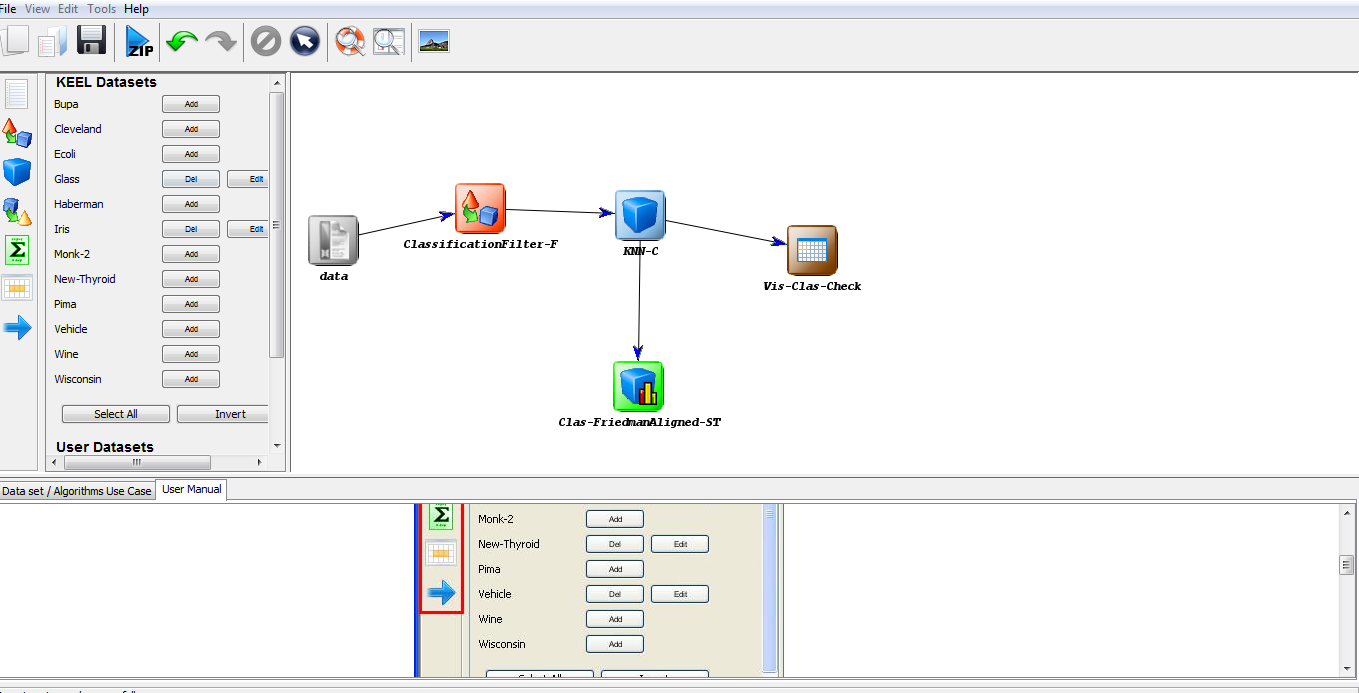 File View Edit Tools Help
ZIP
KEEL Datasets
Bupa Add
Cleveland Add
Ecoli Add
Glass Del Edit
Haberman Add
Iris Del Edit
Monk-2 Add
New-Thyroid Add
Pima Add
Vehicle Add
Wine Add
Wisconsin Add
Select All Invert
User Datasets
data
ClassificationFilter-F
KNN-C
Vis-Clas-Check
Clas-FriedmanAligned-ST
Data set / Algorithms Use Case User Manual
Σ
Monk-2 Add
New-Thyroid Del Edit
Pima Add
Vehicle Del Edit
Wine Add
Wisconsin Add